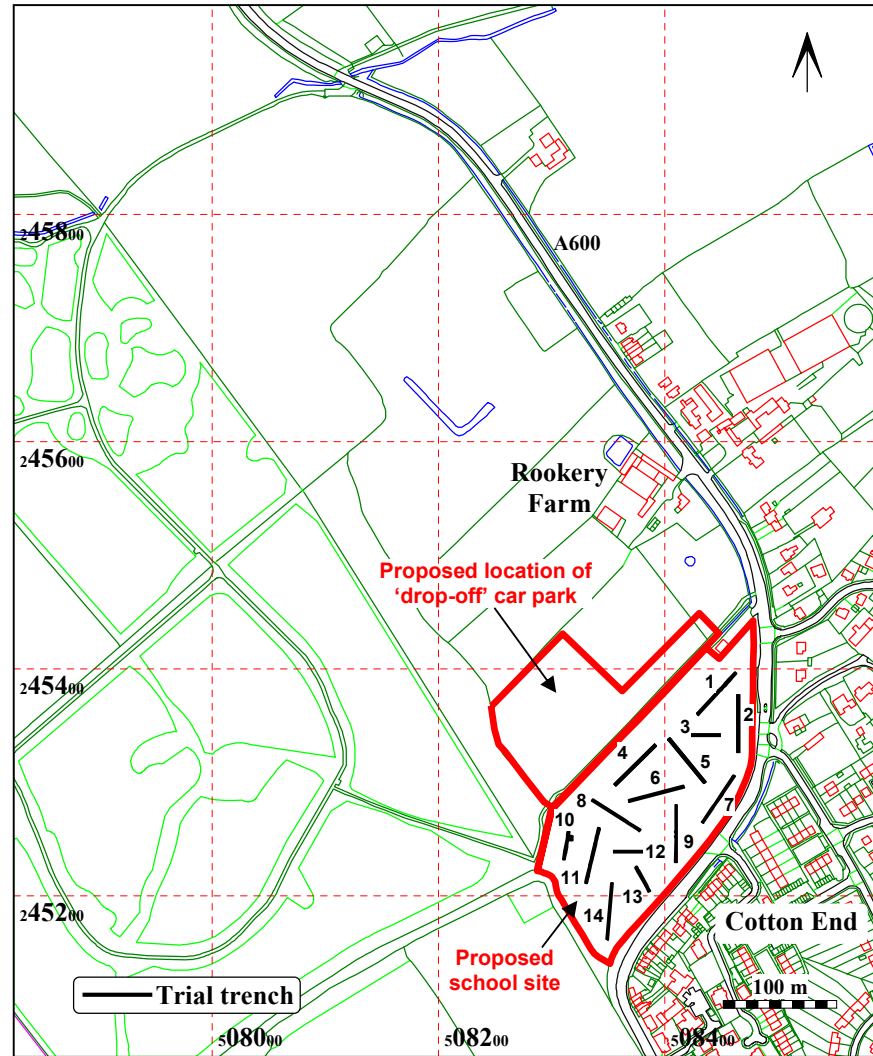 A600
245800
245600
Rookery
Farm
Proposed location of
‘drop-off’ car park
245400
1
2
3
4
5
6
7
8
9
10
11
12
13
14
245200
Cotton End
Proposed
school site
Trial trench
100 m
508000
508200
508400